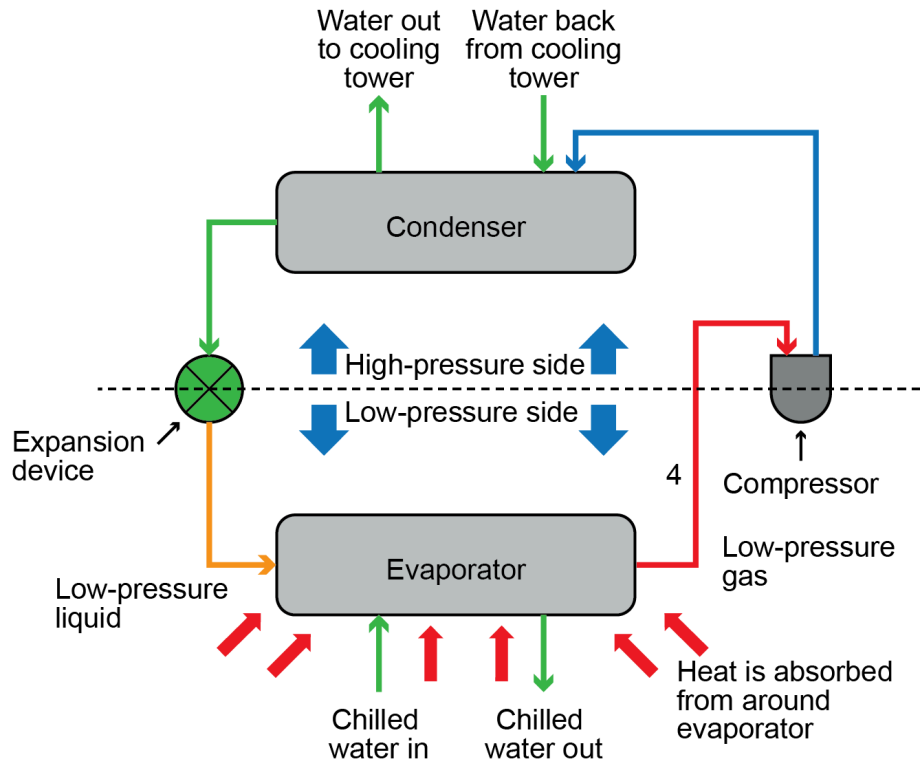 Water out
to cooling
tower
Water back
from cooling
tower
Condenser
High-pressure side
Low-pressure side
Expansion
device
4
Compressor
Low-pressure
gas
Evaporator
Low-pressure
liquid
Heat is absorbed
from around
evaporator
Chilled
water in
Chilled
water out